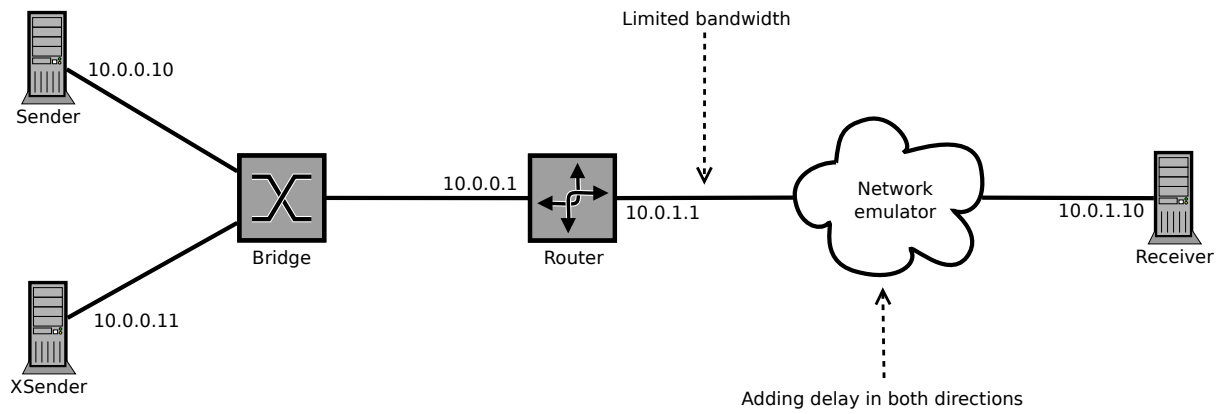 Limited bandwidth
10.0.0.10
Sender
10.0.0.1
Network
emulator
10.0.1.1
10.0.1.10
Bridge
Router
Receiver
10.0.0.11
XSender
Adding delay in both directions